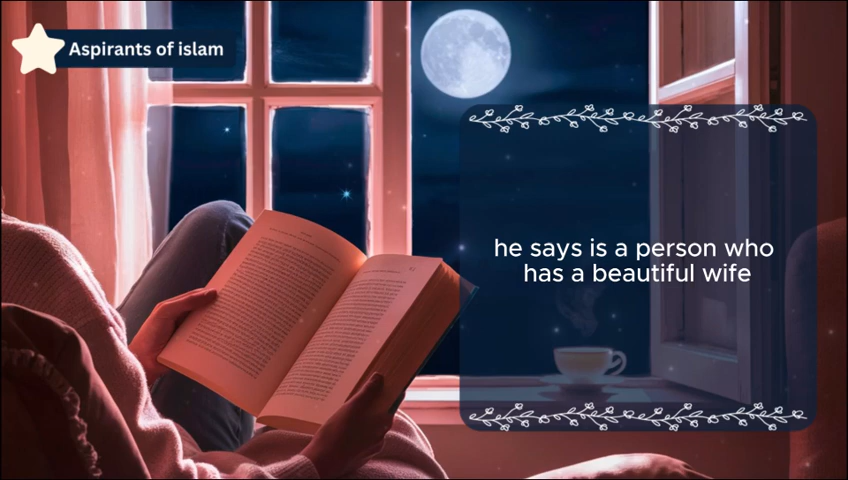 Aspirants of islam
he says is a person who
has a beautiful wife